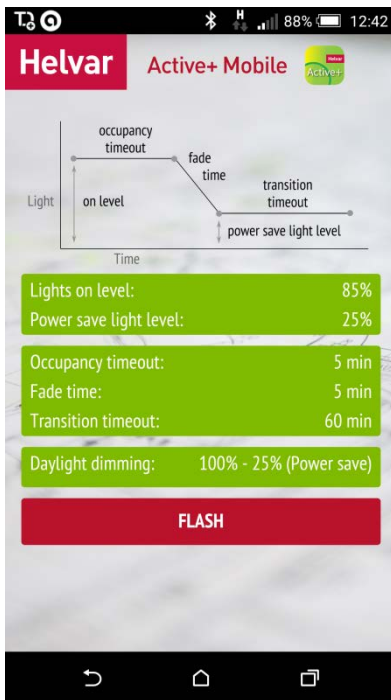 H 88% 12:42
Helvar Active+ Mobile
Helvar
Active+
occupancy
timeout
fade
time
transition
timeout
Light
on level
power save light level
Time
Lights on level: 85%
Power save light level: 25%
Occupancy timeout: 5 min
Fade time: 5 min
Transition timeout: 60 min
Daylight dimming: 100% - 25% (Power save)
FLASH